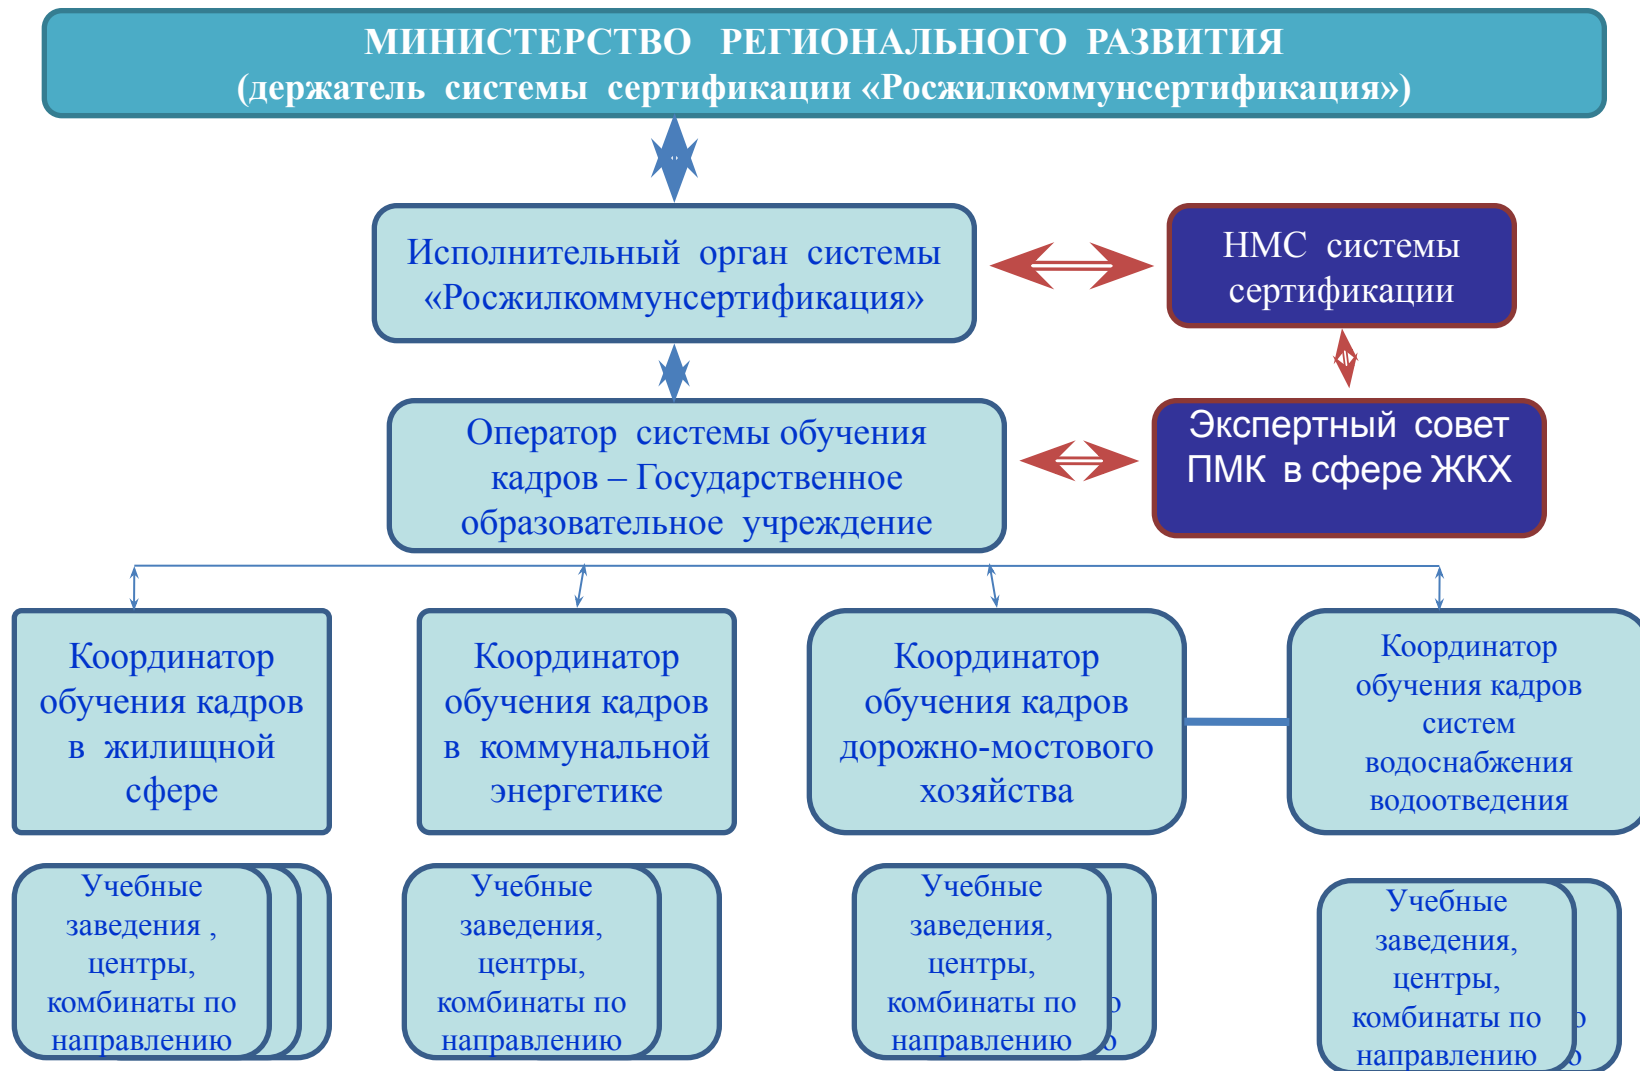 МИНИСТЕРСТВО РЕГИОНАЛЬНОГО РАЗВИТИЯ
(держатель системы сертификации «Росжилкоммунсертификация»)
Исполнительный орган системы
«Росжилкоммунсертификация»
НМС системы
сертификации
Оператор системы обучения
кадров – Государственное
образовательное учреждение
Экспертный совет
ПМК в сфере ЖКХ
Координатор
обучения кадров
в жилищной
сфере
Координатор
обучения кадров
в коммунальной
энергетике
Координатор
обучения кадров
дорожно-мостового
хозяйства
Координатор
обучения кадров
систем
водоснабжения
водоотведения
Учебные
заведения ,
центры,
комбинаты по
направлению
Учебные
заведения,
центры,
комбинаты по
направлению
Учебные
заведения,
центры,
комбинаты по
направлению
Учебные
заведения,
центры,
комбинаты по
направлению